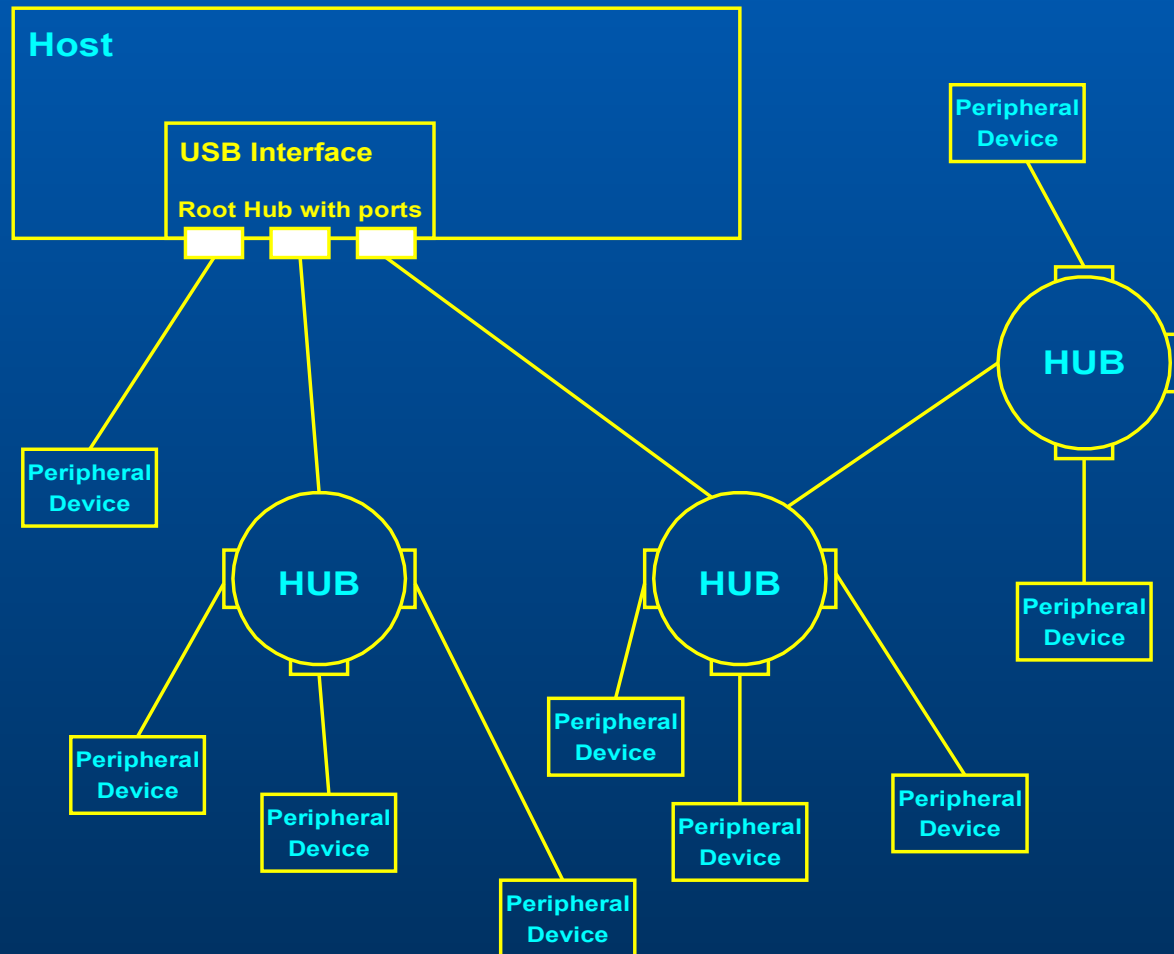 Host
USB Interface
Root Hub with ports
Peripheral
Device
HUB
Peripheral
Device
HUB
HUB
Peripheral
Device
Peripheral
Device
Peripheral
Device
Peripheral
Device
Peripheral
Device
Peripheral
Device
Peripheral
Device
Peripheral
Device